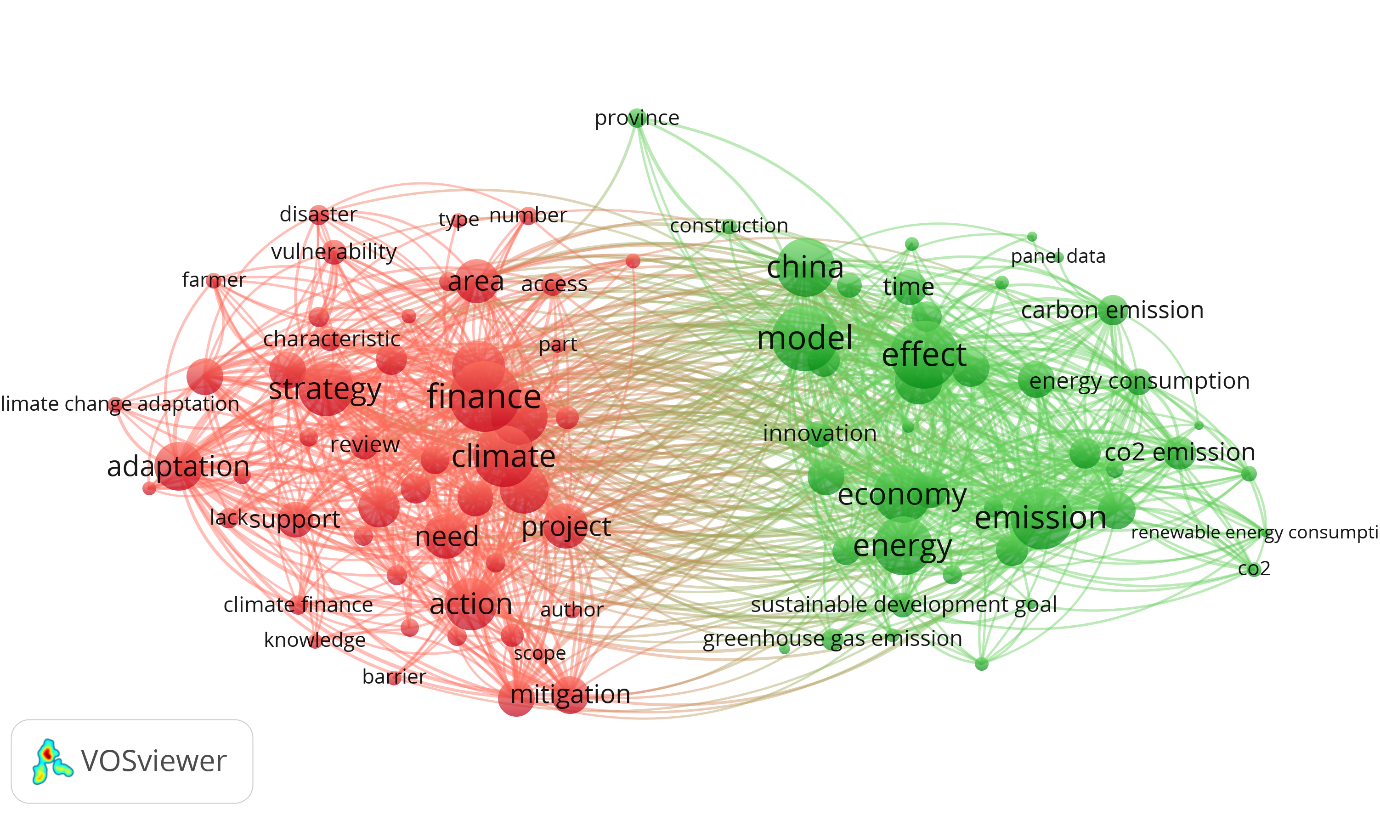 province
disaster
type
number
construction
vulnerability
panel data
china
farmer
area
access
time
carbon emission
characteristic
part
model
effect
strategy
finance
energy consumption
limate change adaptation
innovation
review
climate
co2 emission
adaptation
economy
lack
support
project
emission
need
energy
renewable energy consumpti
co2
climate finance
action
author
sustainable development goal
knowledge
greenhouse gas emission
scope
barrier
mitigation
VOSviewer